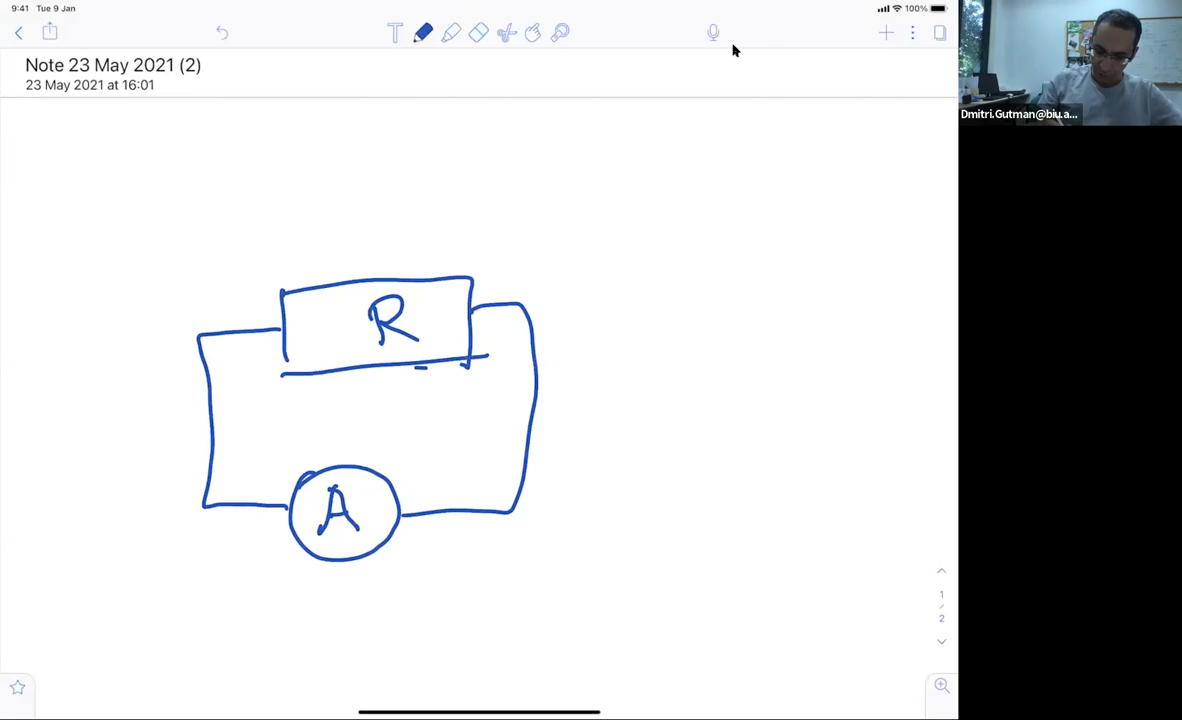 9:41 Tue 9 Jan
100%
T
Note 23 May 2021 (2)
23 May 2021 at 16:01
Dmitri.Gutman@biu.a...
R
A
1
/
2